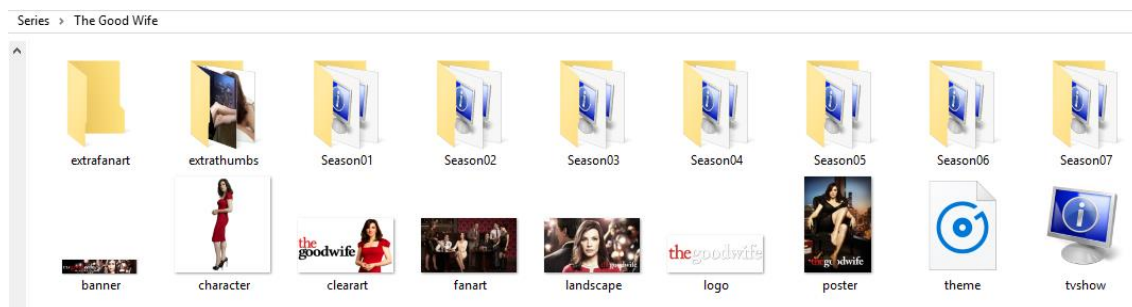 Series > The Good Wife
extrafanart
extrathumbs
Season01
Season02
Season03
Season04
Season05
Season06
Season07
the
goodwife
goodwife
thegoodwife
the goodwife
banner
character
clearart
fanart
landscape
logo
poster
theme
tvshow